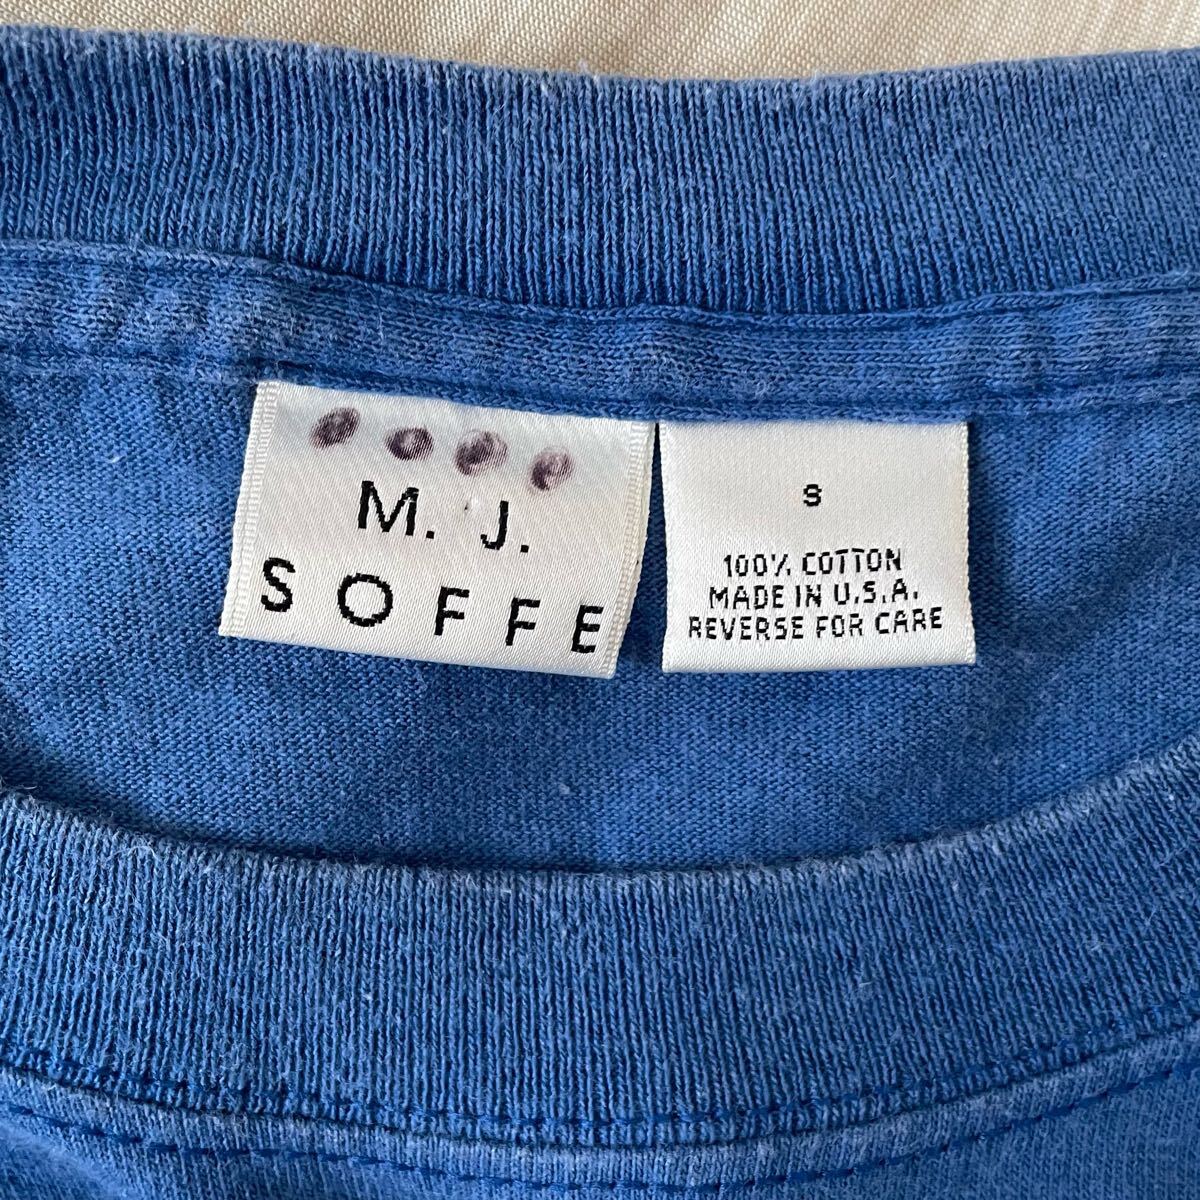 M. J.
SOFFE
S
100% COTTON
MADE IN U.S.A.
REVERSE FOR CARE